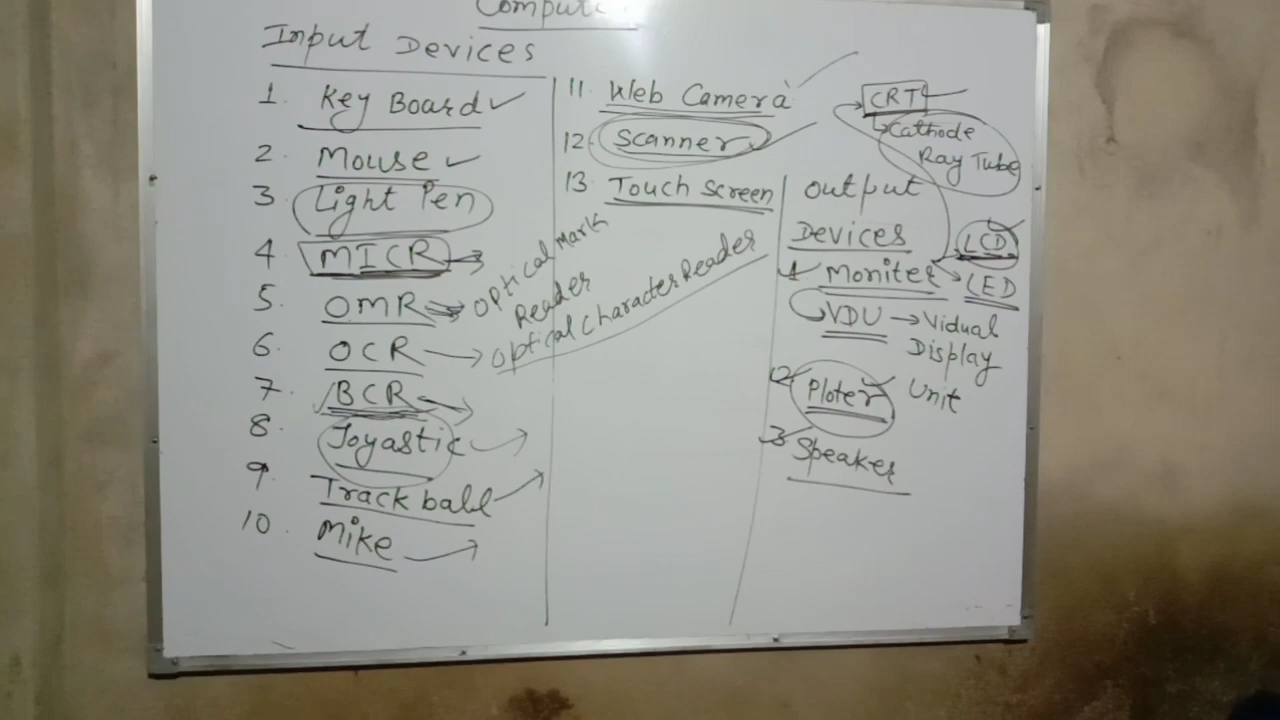 Input Devices
1. Key Board
2. Mouse
3. Light Pen
4. MICR
5. OMR → Optical Mark
Reader
6. OCR → Optical Character Reader
7. BCR
8. Joyastic
9. Track ball
10. Mike
11. Web Camera
12. Scanner
13. Touch Screen
Output
Devices
1 Moniter
CRT
Cathode
Ray Tube
LCD
LED
VDU → Vidual
Display
Unit
2 Ploter
3 Speaker